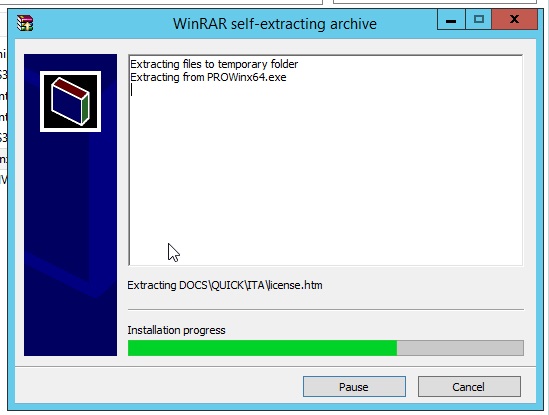 WinRAR self-extracting archive
Extracting files to temporary folder
Extracting from PROWinx64.exe
Extracting DOCS\QUICK\ITA\license.htm
Installation progress
Pause
Cancel